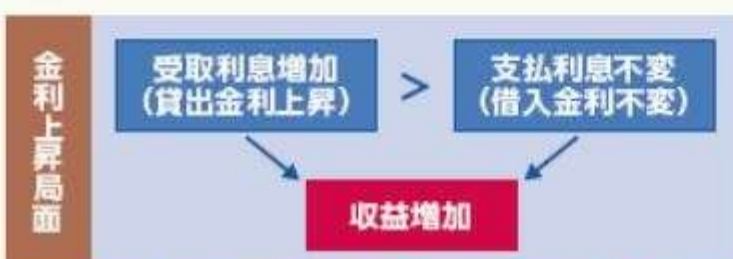 金利上昇局面
受取利息増加
(貸出金利上昇)
>
支払利息不変
(借入金利不変)
収益増加